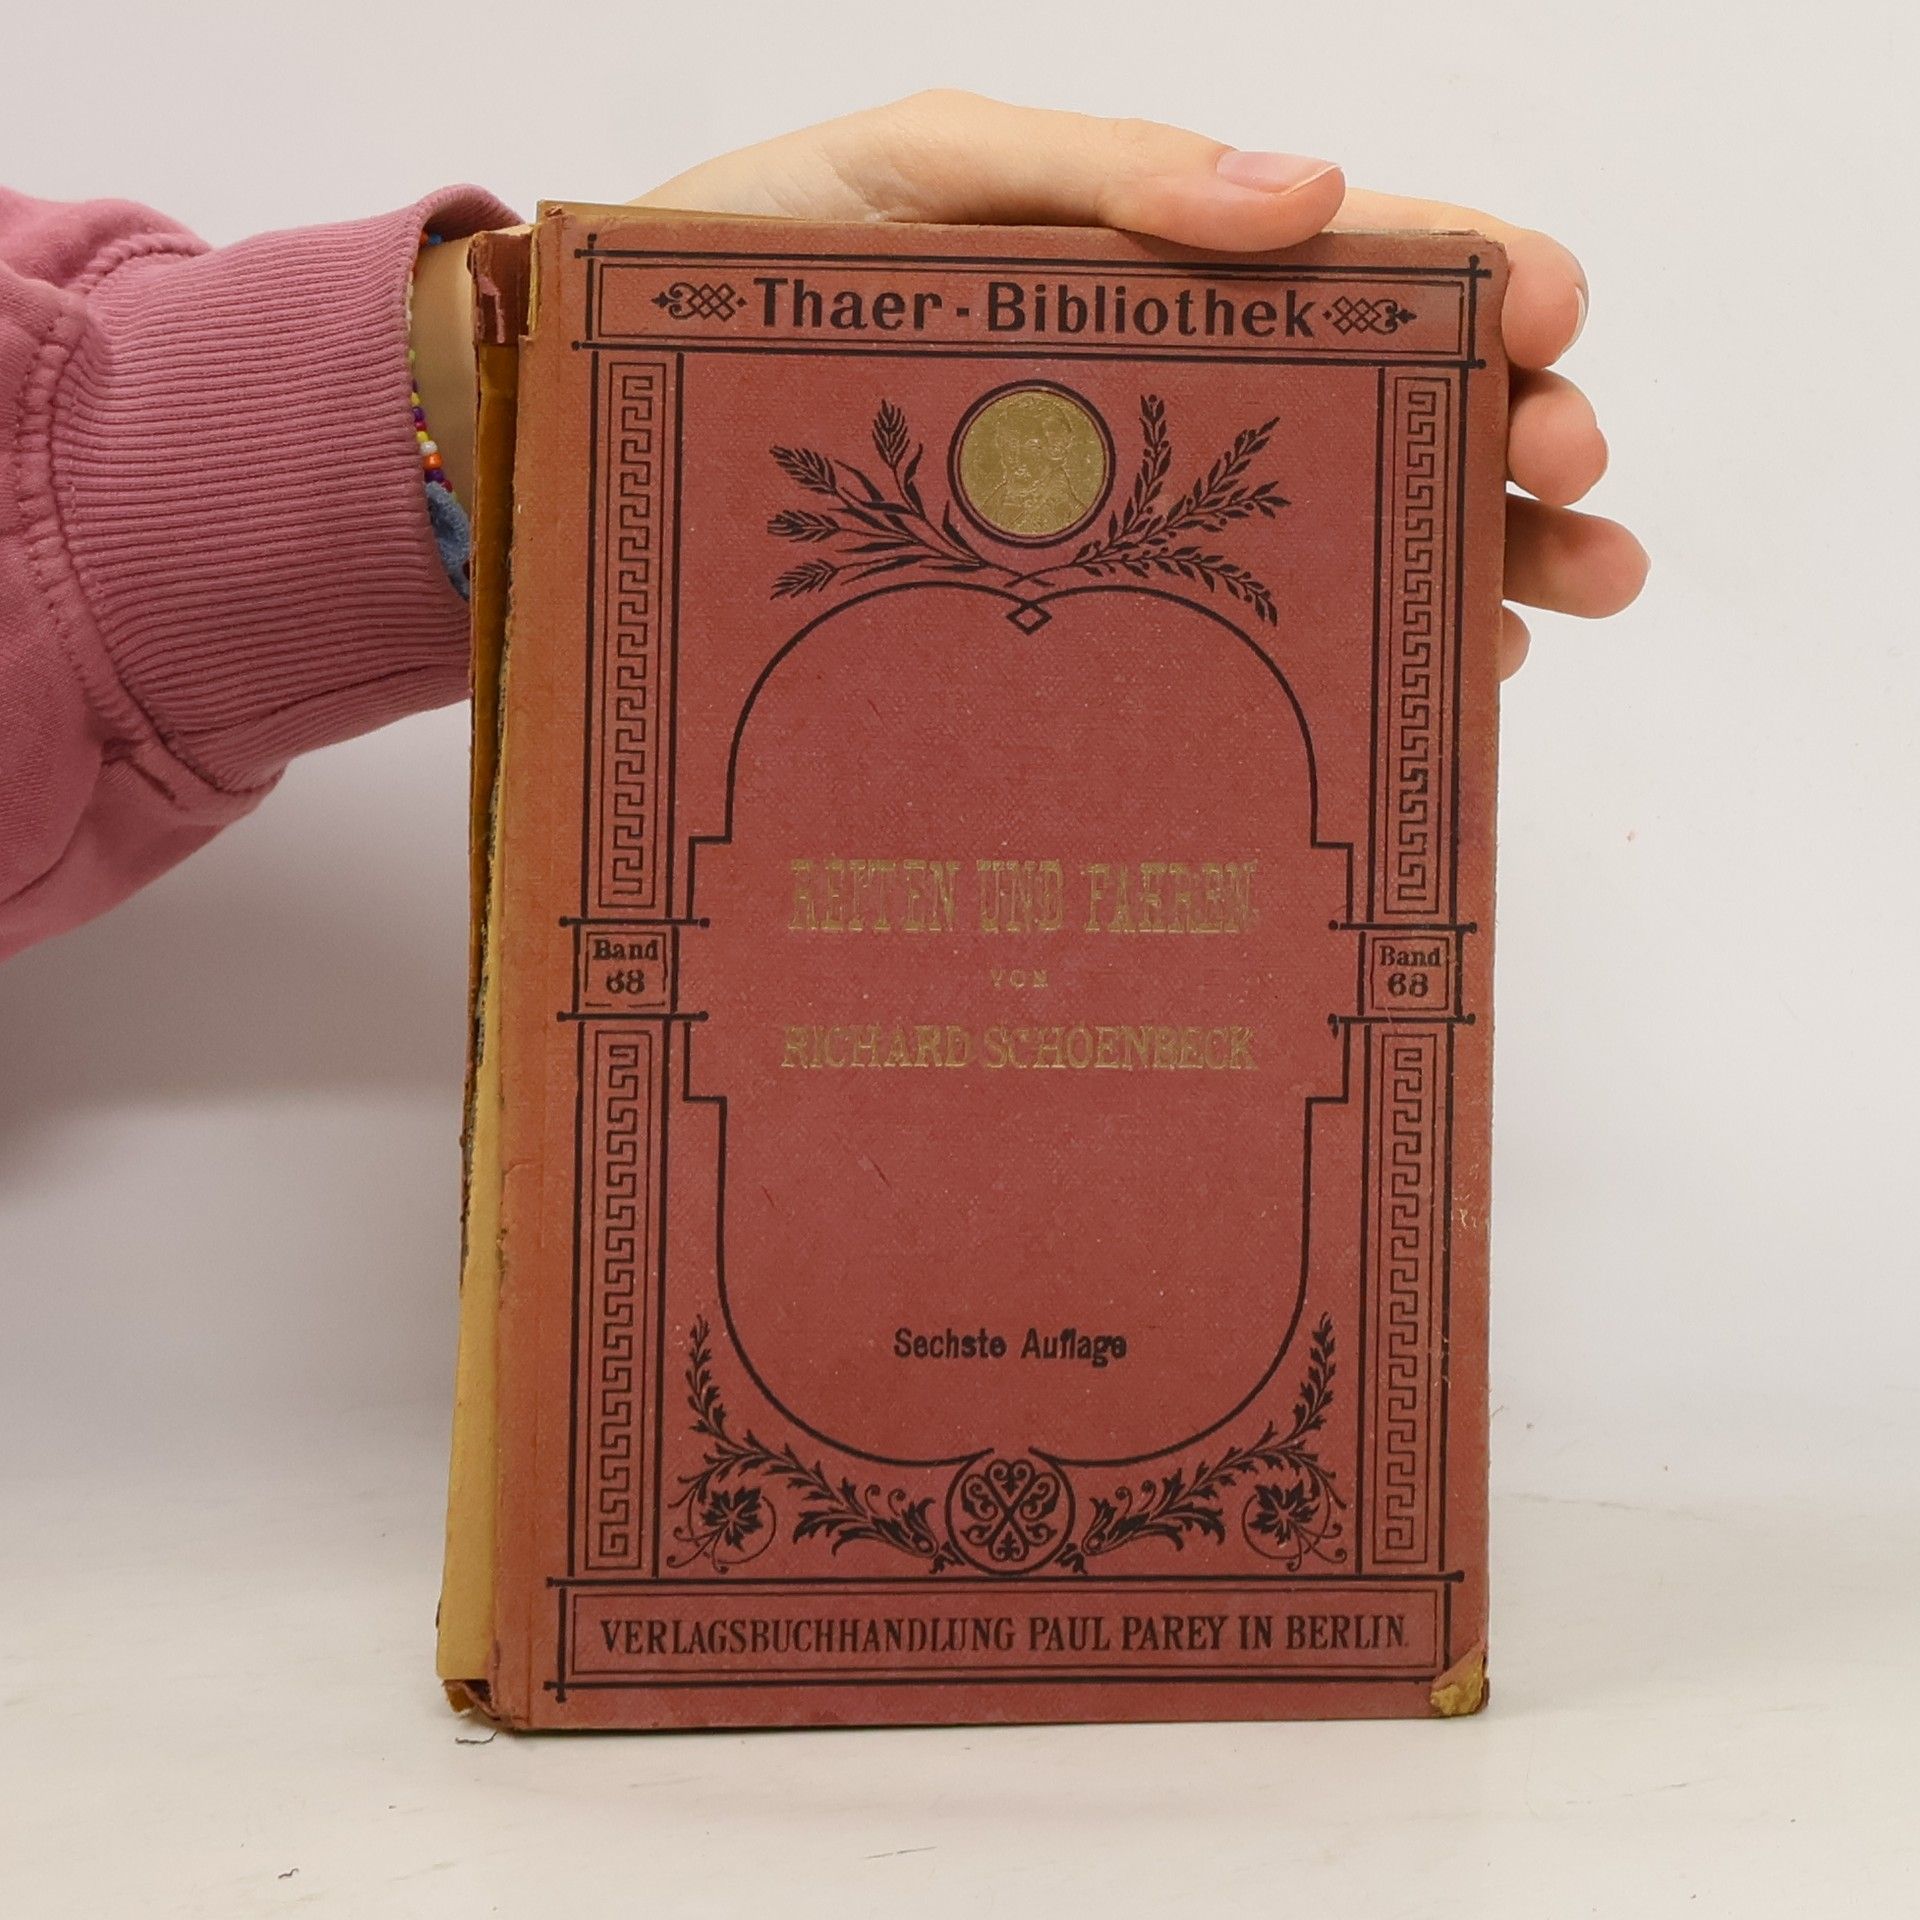 Thaer - Bibliothek
REITEN UND FAHREN
VON
RICHARD SCHOENBECK
Band
68
Band
68
Sechste Auflage
VERLAGSBUCHHANDLUNG PAUL PAREY IN BERLIN.